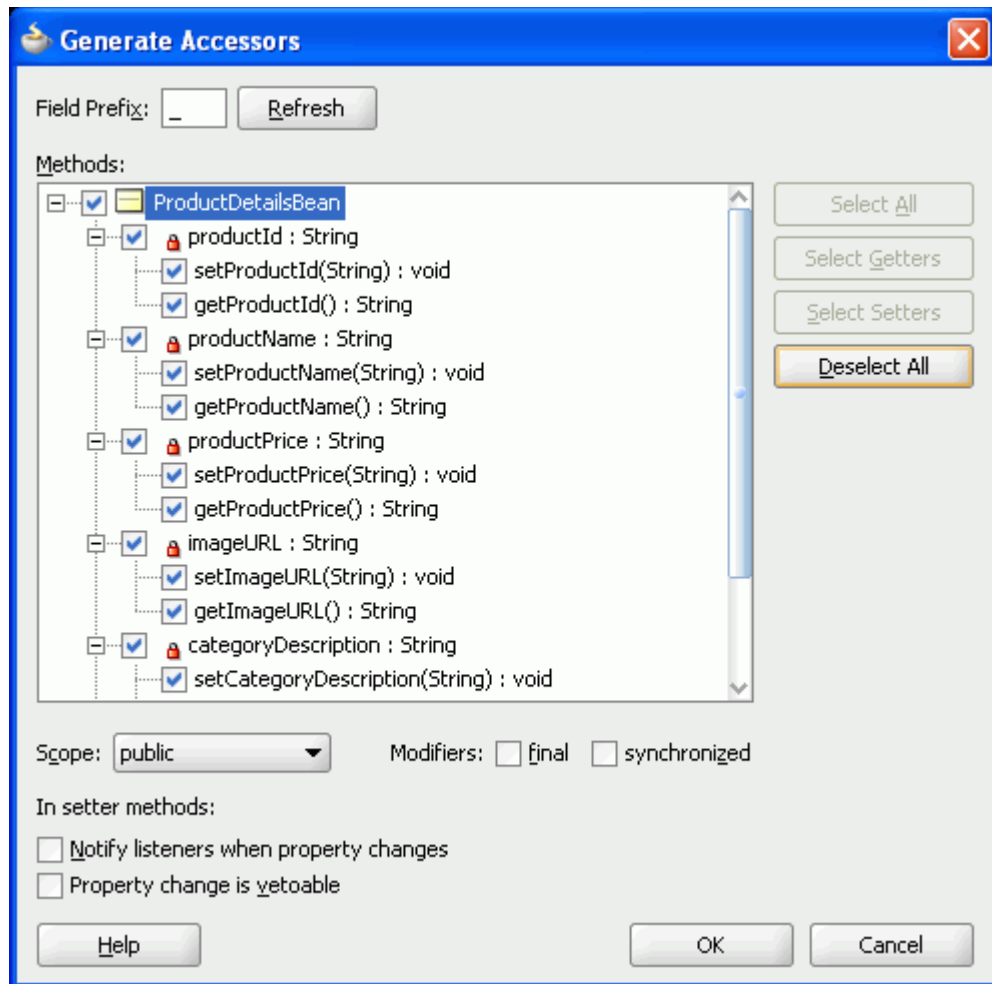 Generate Accessors
Field Prefix: _ Refresh
Methods:
ProductDetailsBean
productId : String
setProductId(String) : void
getProductId() : String
productName : String
setProductName(String) : void
getProductName() : String
productPrice : String
setProductPrice(String) : void
getProductPrice() : String
imageURL : String
setImageURL(String) : void
getImageURL() : String
categoryDescription : String
setCategoryDescription(String) : void
Select All
Select Getters
Select Setters
Deselect All
Scope: public Modifiers: final synchronized
In setter methods:
Notify listeners when property changes
Property change is vetoable
Help OK Cancel